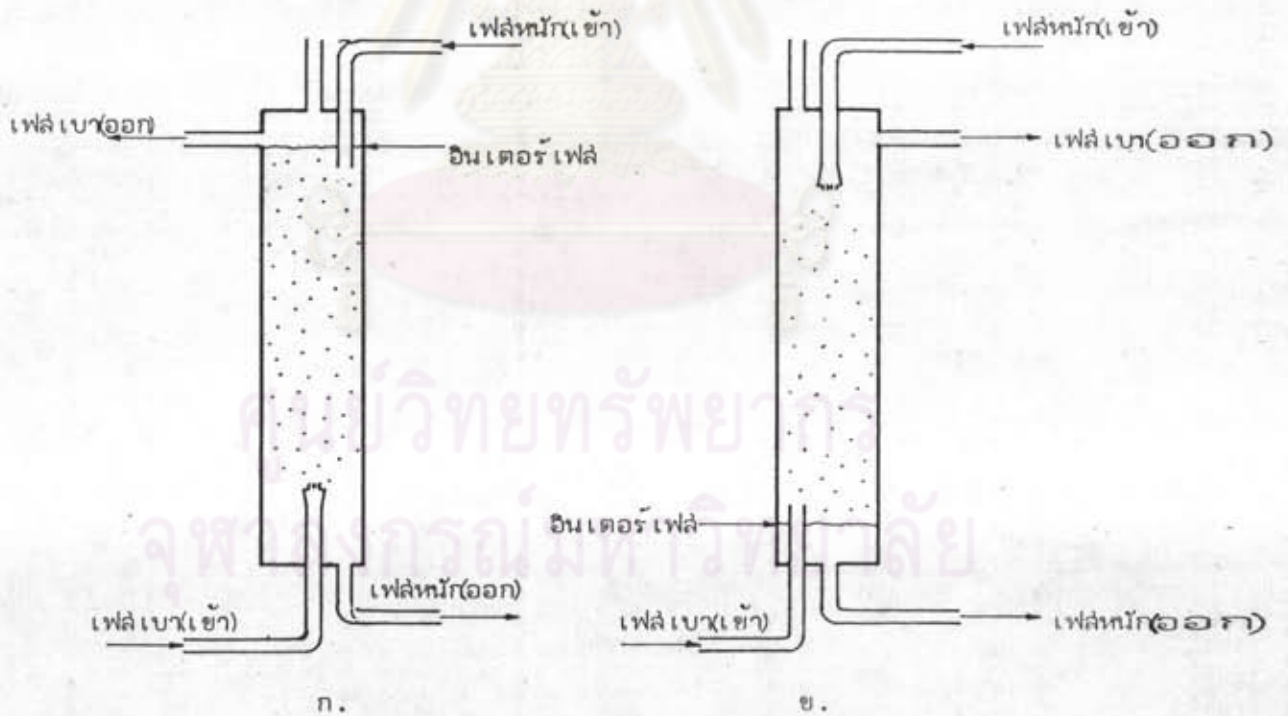 เฟสหนัก(เข้า)
เฟสหนัก(เข้า)
เฟสเบา(ออก)
อินเตอร์เฟส
เฟสเบา(ออก)
ศูนย์วิทยทรัพยากร
อินเตอร์เฟส
จุฬาลงกรณ์มหาวิทยาลัย
เฟสหนัก(ออก)
เฟสเบา(เข้า)
เฟสเบา(เข้า)
เฟสหนัก(ออก)
ก.
ข.